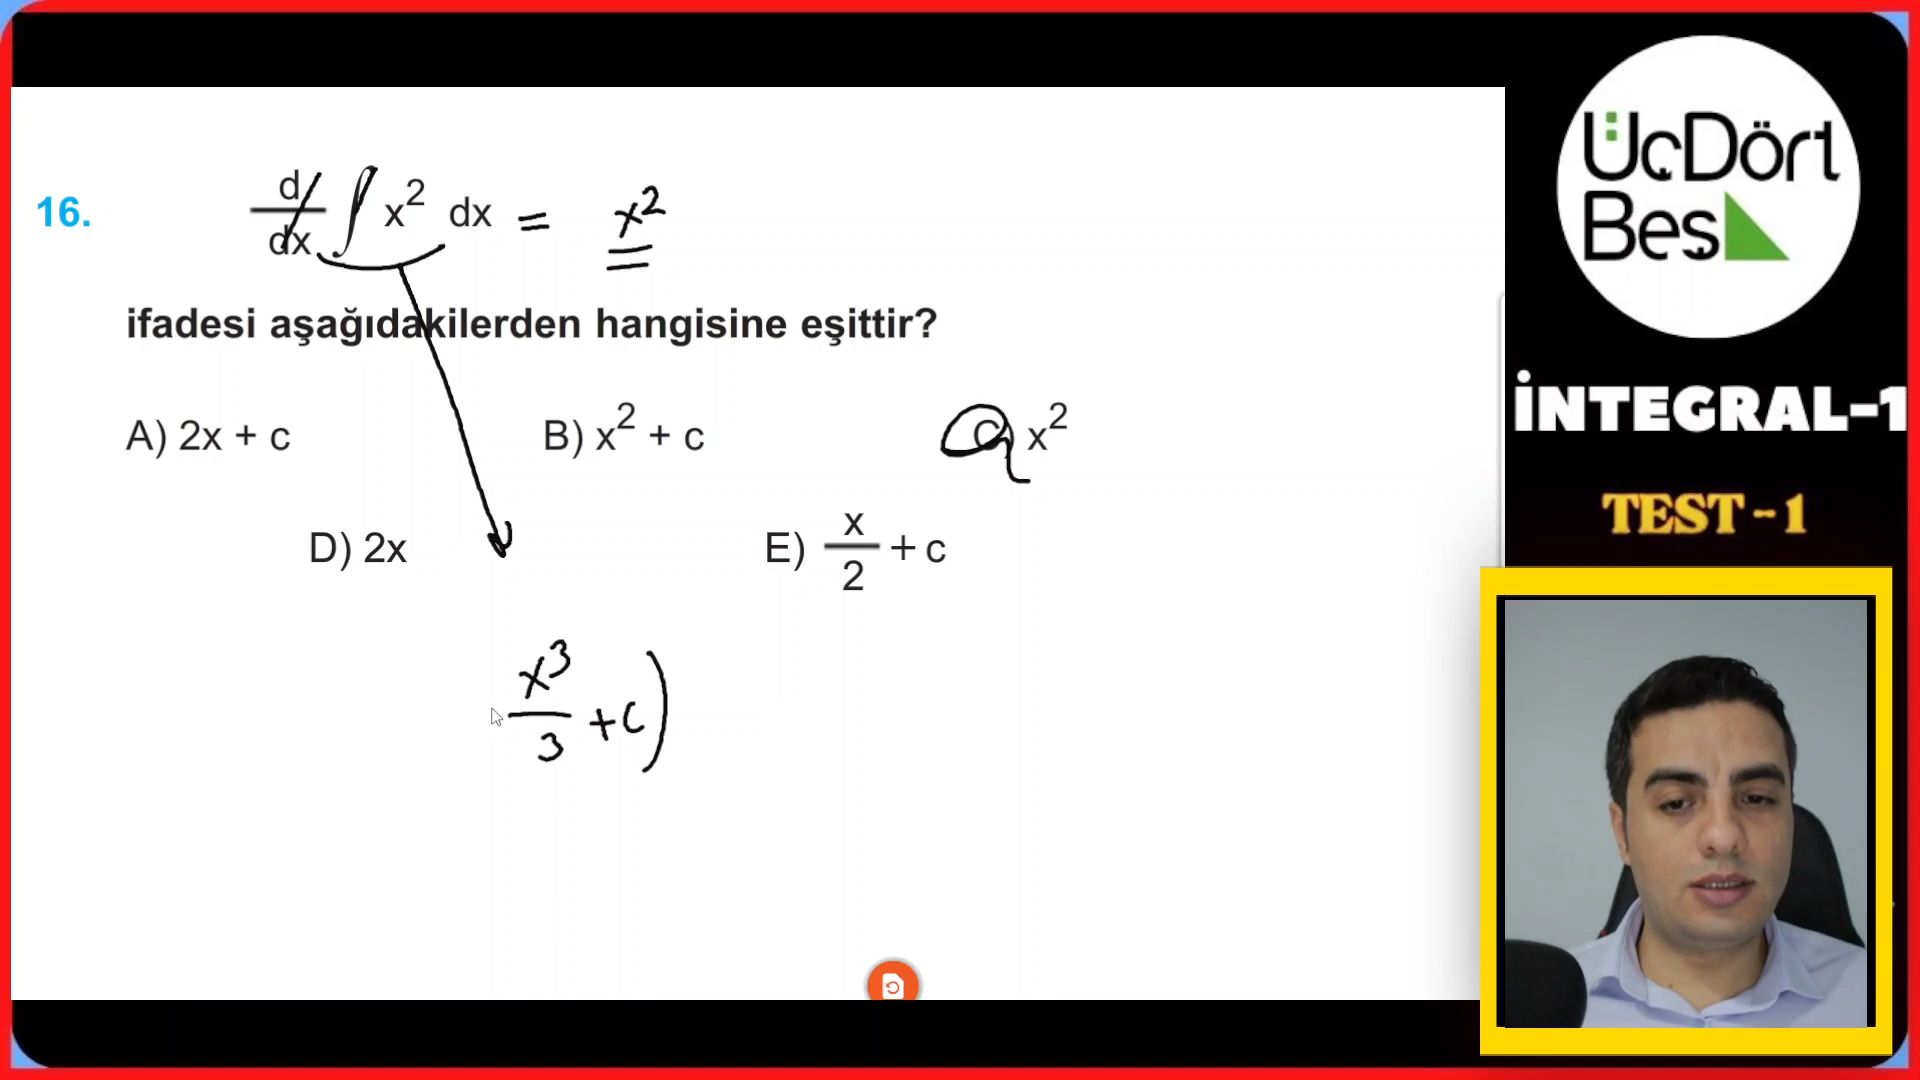 16. d/dx ∫ x² dx = x²
ifadesi aşağıdakilerden hangisine eşittir?
A) 2x + c B) x² + c C) x²
D) 2x E) x/2 + c
x³/3 + c)
ÜçDört
Beş
İNTEGRAL-1
TEST - 1